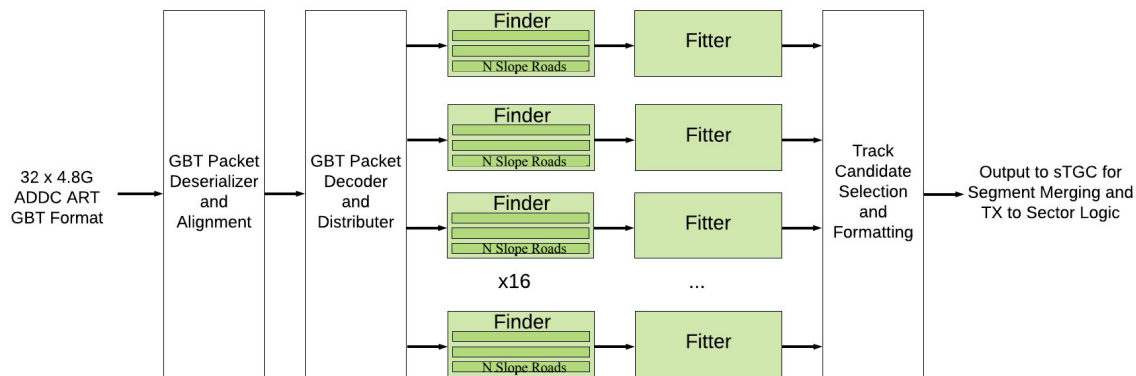 32 x 4.8G
ADDC ART
GBT Format
GBT Packet
Deserializer
and
Alignment
GBT Packet
Decoder
and
Distributer
Finder
N Slope Roads
Fitter
Finder
N Slope Roads
Fitter
Finder
N Slope Roads
Fitter
x16
...
Finder
N Slope Roads
Fitter
Track
Candidate
Selection
and
Formatting
Output to sTGC for
Segment Merging and
TX to Sector Logic